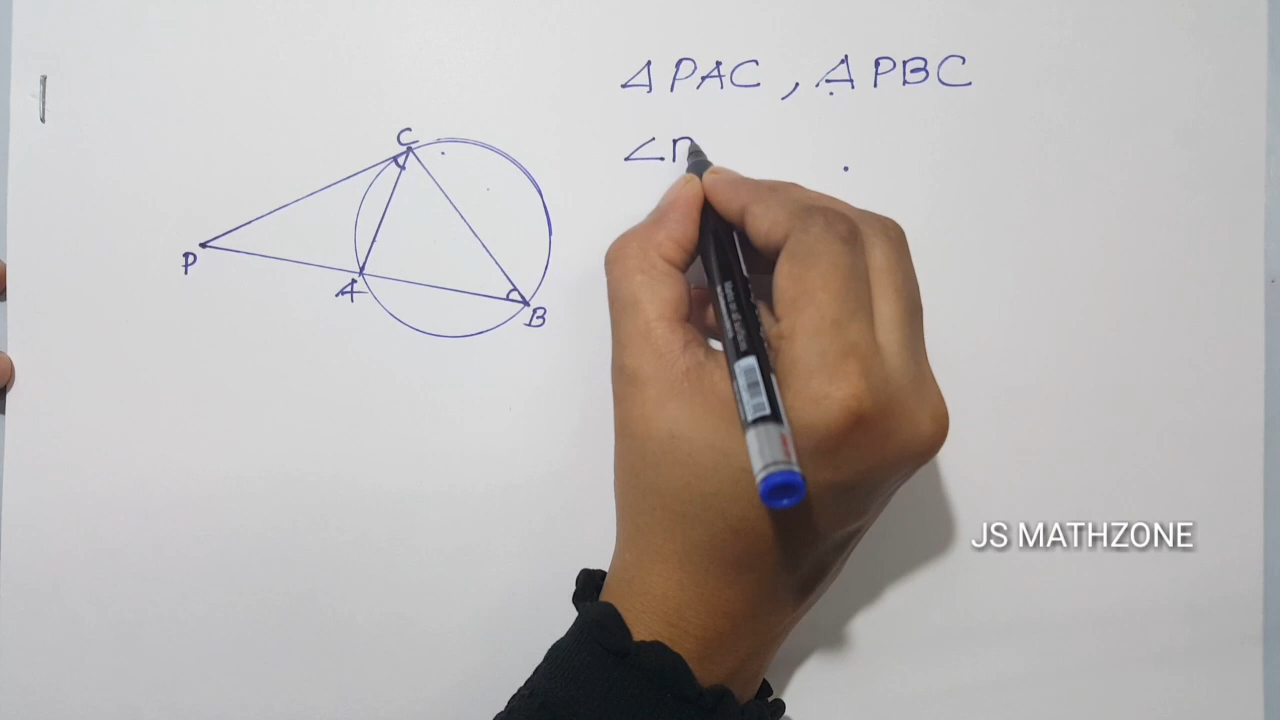 △PAC, △PBC
∠P
C
P
A
B
JS MATHZONE